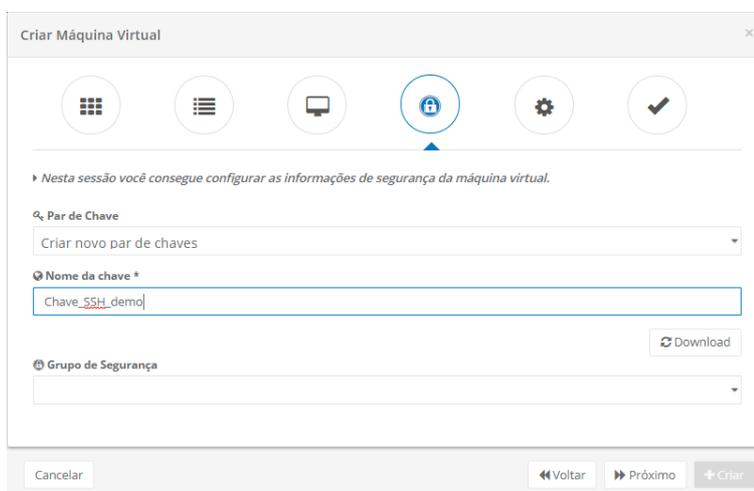 Criar Máquina Virtual
×
Nesta sessão você consegue configurar as informações de segurança da máquina virtual.
Par de Chave
Criar novo par de chaves
Nome da chave *
Chave_SSH_demo
Download
Grupo de Segurança
Cancelar Voltar Próximo + Criar